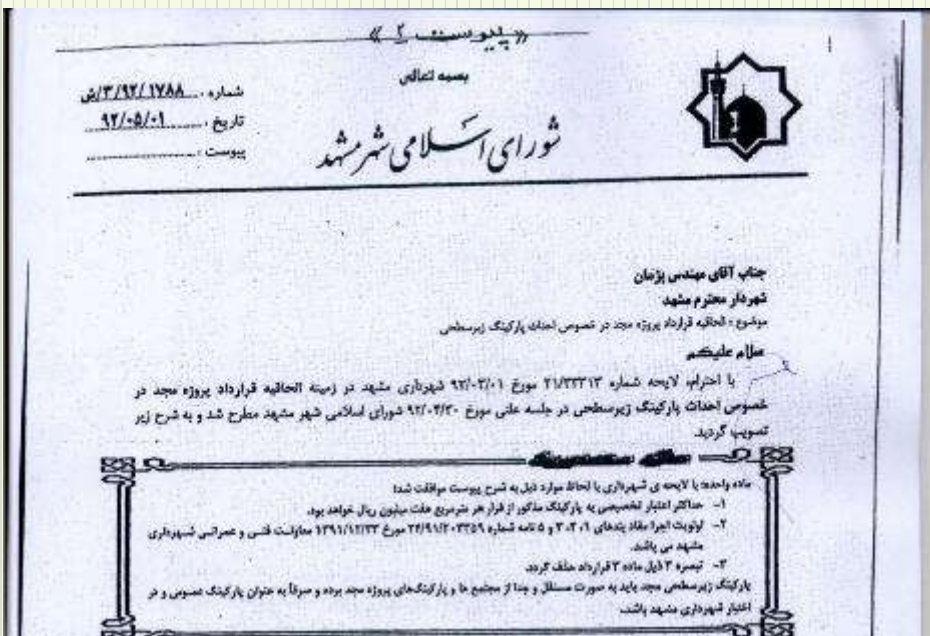 «پیوست ۲»
بسمه تعالی
شماره: ۳/۹۲/۱۷۸۸/ش
تاریخ: ۹۲/۰۵/۰۱
پیوست:
شورای اسلامی شهر مشهد
جناب آقای مهندس پژمان
شهردار محترم مشهد
موضوع: الحاقیه قرارداد پروژه مجد در خصوص احداث پارکینگ زیرسطحی
سلام علیکم
با احترام، لایحه شماره ۲۱/۳۳۳۱۳ مورخ ۹۲/۰۳/۰۱ شهرداری مشهد در زمینه الحاقیه قرارداد پروژه مجد در
خصوص احداث پارکینگ زیرسطحی در جلسه علنی مورخ ۹۲/۰۴/۳۰ شورای اسلامی شهر مشهد مطرح شد و به شرح زیر
تصویب گردید.
ماده واحده: با لایحه ی شهرداری با لحاظ موارد ذیل به شرح پیوست موافقت شد:
۱- حداکثر اعتبار تخصیصی به پارکینگ مذکور از قرار هر مترمربع هفت میلیون ریال خواهد بود.
۲- اولویت اجرا مفاد بندهای ۱، ۲، ۳ و ۵ نامه شماره ۲۴/۹۱/۲۰۳۳۵۹ مورخ ۱۳۹۱/۱۲/۲۳ معاونت فنی و عمرانی شهرداری
مشهد می باشد.
۳- تبصره ۳ ذیل ماده ۳ قرارداد حذف گردد.
پارکینگ زیرسطحی مجد باید به صورت مستقل و جدا از مجتمع ها و پارکینگ‌های پروژه مجد بوده و صرفاً به عنوان پارکینگ عمومی و در
اختیار شهرداری مشهد باشد.